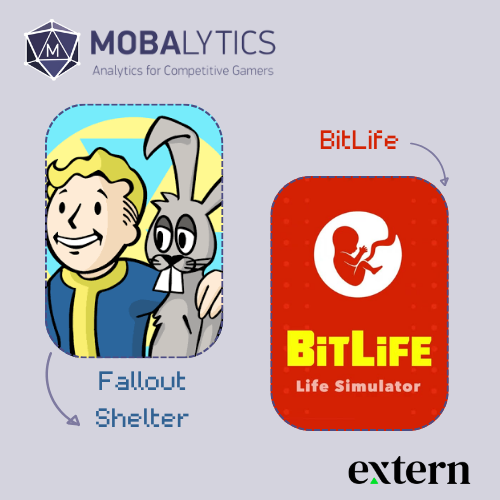 M
MOBALYTICS
Analytics for Competitive Gamers
BitLife
BITLIFE
Life Simulator
Fallout
Shelter
extern